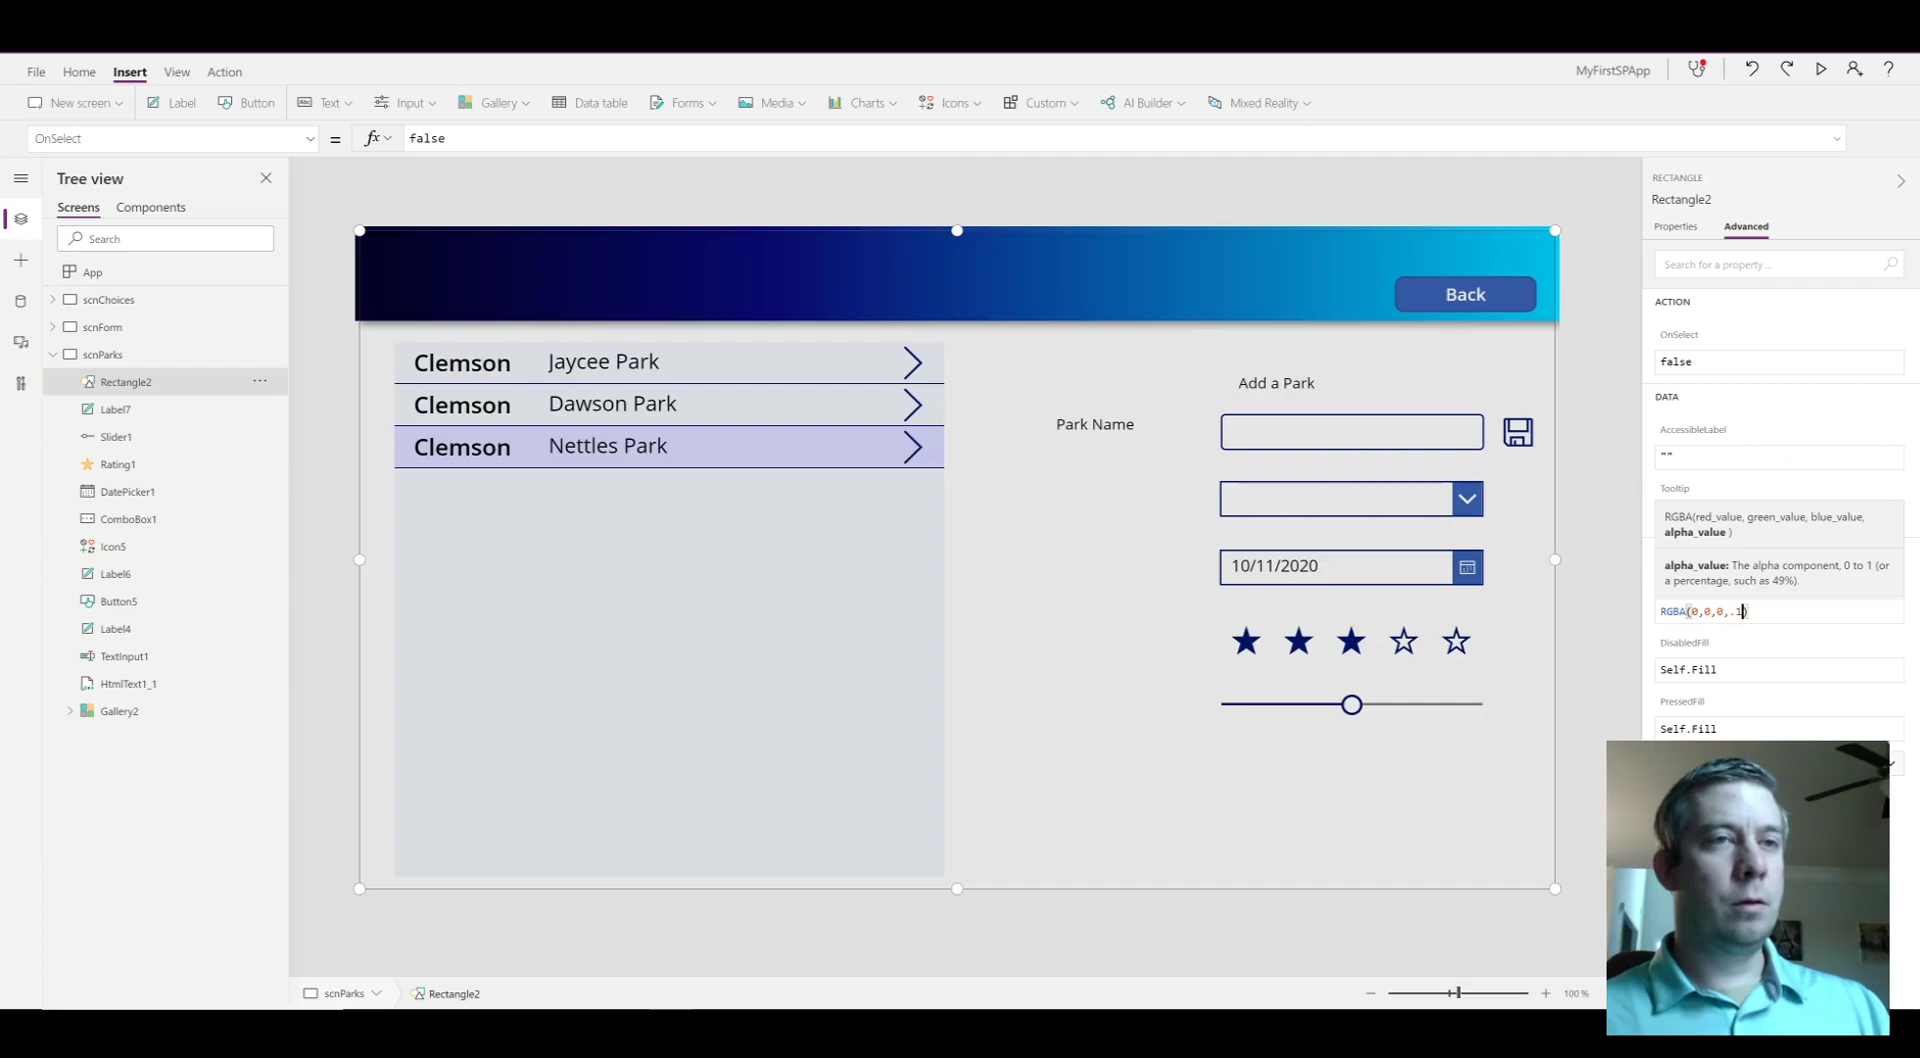 File Home Insert View Action MyFirstSPApp ?
New screen Label Button Text Input Gallery Data table Forms Media Charts Icons Custom AI Builder Mixed Reality
OnSelect = fx false
Tree view
Screens Components
Search
App
scnChoices
scnForm
scnParks
Rectangle2 ...
Label7
Slider1
Rating1
DatePicker1
ComboBox1
Icon5
Label6
Button5
Label4
TextInput1
HtmlText1_1
Gallery2
Back
Clemson Jaycee Park
Clemson Dawson Park
Clemson Nettles Park
Add a Park
Park Name
10/11/2020
RECTANGLE
Rectangle2
Properties Advanced
Search for a property ...
ACTION
OnSelect
false
DATA
AccessibleLabel
""
Tooltip
RGBA(red_value, green_value, blue_value,
alpha_value )
alpha_value: The alpha component, 0 to 1 (or
a percentage, such as 49%).
RGBA(0,0,0,.1)
DisabledFill
Self.Fill
PressedFill
Self.Fill
scnParks Rectangle2 100 %